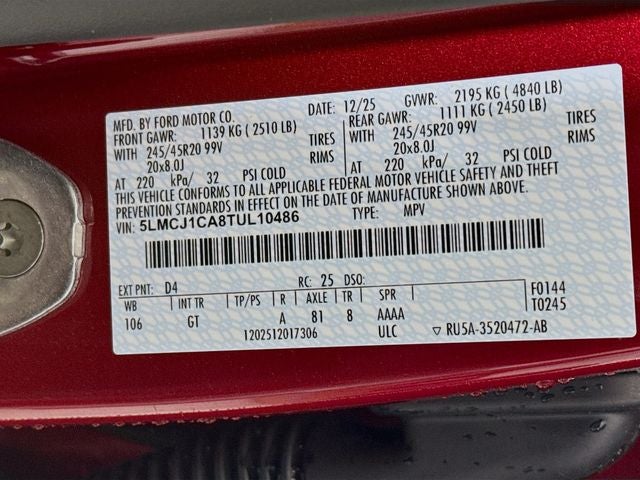 MFD. BY FORD MOTOR CO. DATE: 12/25 GVWR: 2195 KG ( 4840 LB)
FRONT GAWR: 1139 KG ( 2510 LB) REAR GAWR: 1111 KG ( 2450 LB)
WITH 245/45R20 99V TIRES WITH 245/45R20 99V TIRES
20x8.0J RIMS 20x8.0J RIMS
AT 220 kPa/ 32 PSI COLD AT 220 kPa/ 32 PSI COLD
THIS VEHICLE CONFORMS TO ALL APPLICABLE FEDERAL MOTOR VEHICLE SAFETY AND THEFT
PREVENTION STANDARDS IN EFFECT ON THE DATE OF MANUFACTURE SHOWN ABOVE.
VIN: 5LMCJ1CA8TUL10486 TYPE: MPV
EXT PNT: D4 RC: 25 DSO: F0144
WB INT TR TP/PS R AXLE TR SPR T0245
106 GT A 81 8 AAAA
1202512017306 ULC ▽ RU5A-3520472-AB